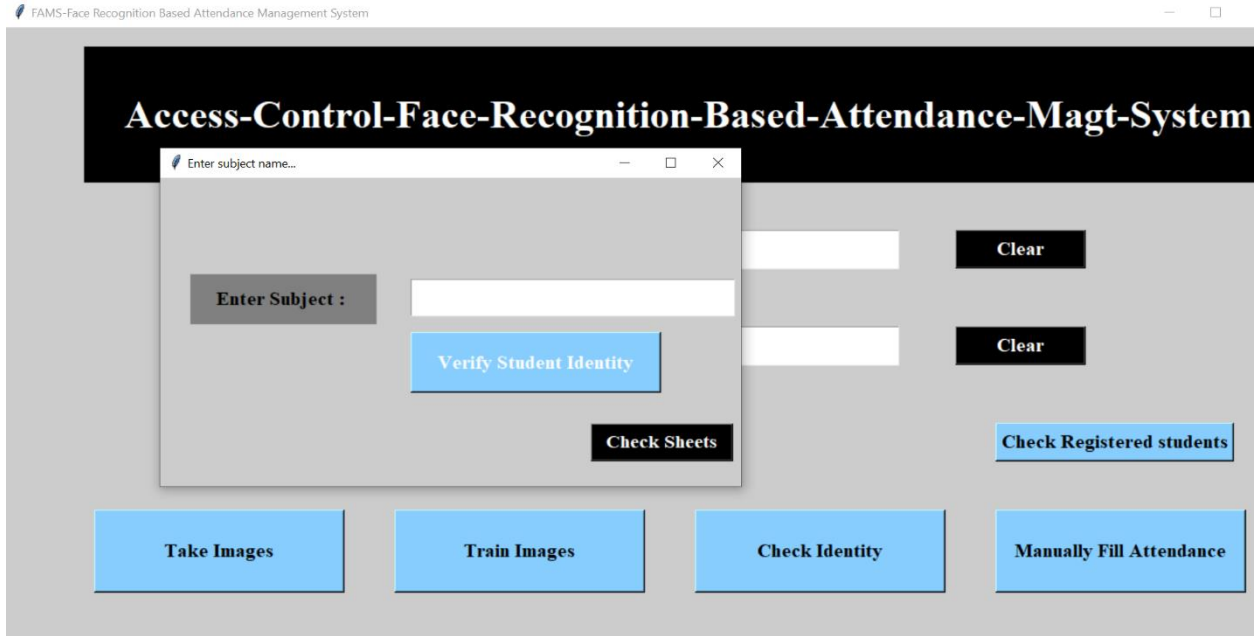 FAMS-Face Recognition Based Attendance Management System
Access-Control-Face-Recognition-Based-Attendance-Magt-System
Enter subject name...
Clear
Enter Subject :
Clear
Verify Student Identity
Check Sheets
Check Registered students
Take Images
Train Images
Check Identity
Manually Fill Attendance